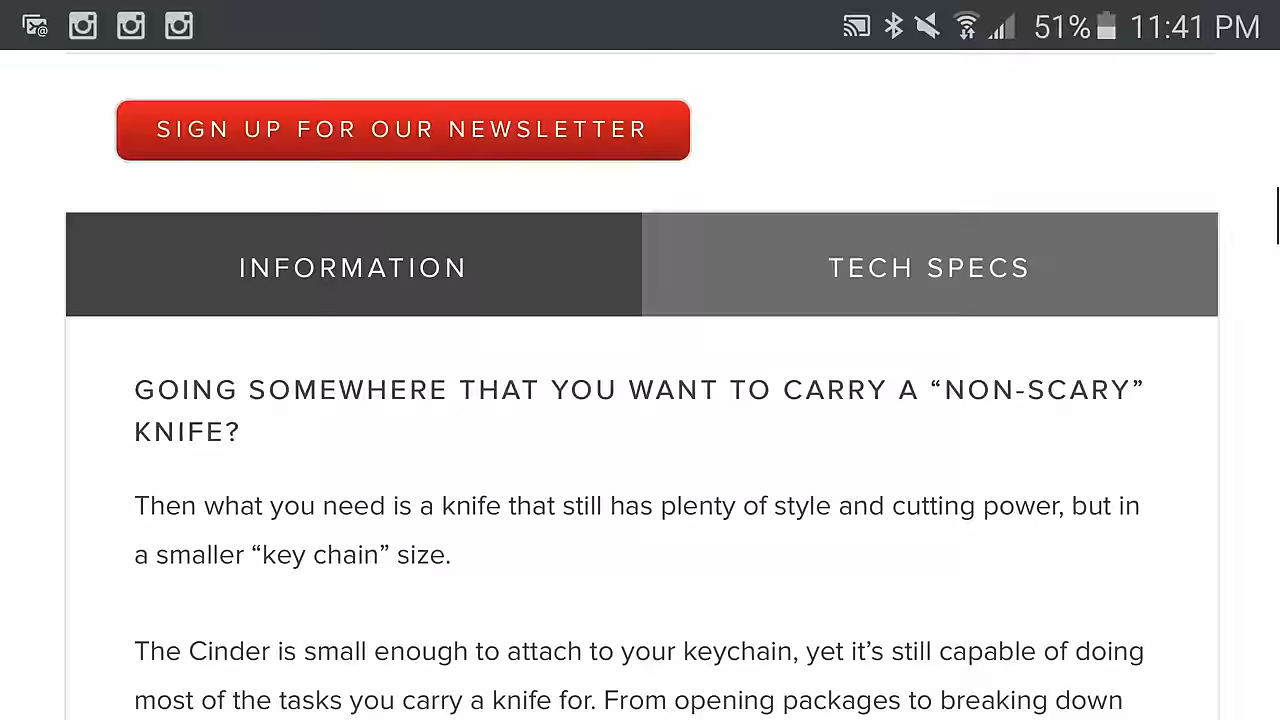 51% 11:41 PM
SIGN UP FOR OUR NEWSLETTER
INFORMATION TECH SPECS
GOING SOMEWHERE THAT YOU WANT TO CARRY A “NON-SCARY”
KNIFE?
Then what you need is a knife that still has plenty of style and cutting power, but in
a smaller “key chain” size.
The Cinder is small enough to attach to your keychain, yet it’s still capable of doing
most of the tasks you carry a knife for. From opening packages to breaking down